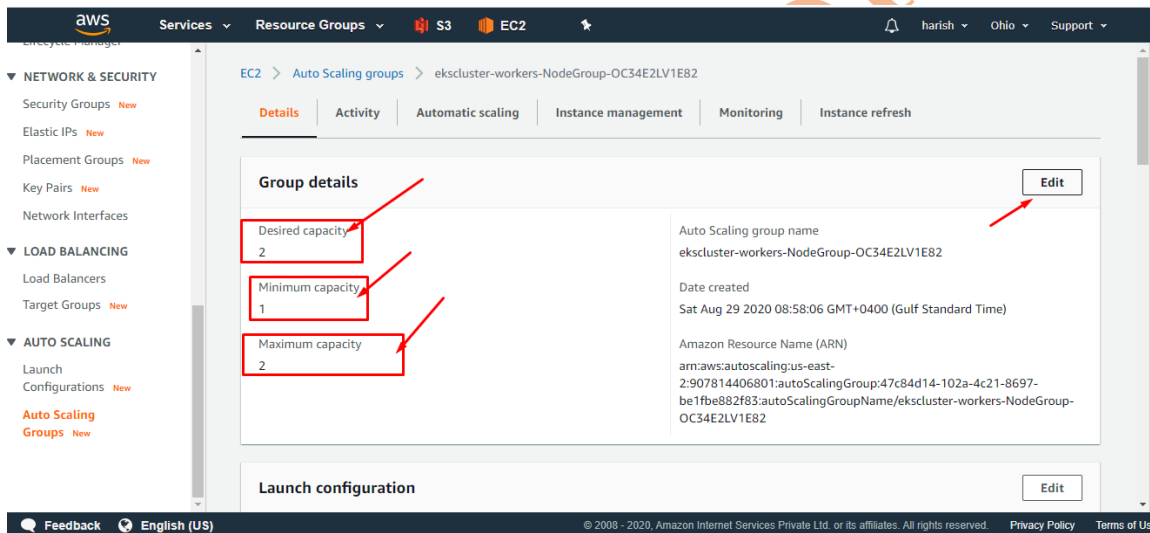 aws
Services
Resource Groups
S3
EC2
harish
Ohio
Support
Lifecycle Manager
NETWORK & SECURITY
Security Groups New
Elastic IPs New
Placement Groups New
Key Pairs New
Network Interfaces
LOAD BALANCING
Load Balancers
Target Groups New
AUTO SCALING
Launch
Configurations New
Auto Scaling
Groups New
EC2 > Auto Scaling groups > ekscluster-workers-NodeGroup-OC34E2LV1E82
Details
Activity
Automatic scaling
Instance management
Monitoring
Instance refresh
Group details
Edit
Desired capacity
2
Minimum capacity
1
Maximum capacity
2
Auto Scaling group name
ekscluster-workers-NodeGroup-OC34E2LV1E82
Date created
Sat Aug 29 2020 08:58:06 GMT+0400 (Gulf Standard Time)
Amazon Resource Name (ARN)
arn:aws:autoscaling:us-east-
2:907814406801:autoScalingGroup:47c84d14-102a-4c21-8697-
be1fbe882f83:autoScalingGroupName/ekscluster-workers-NodeGroup-
OC34E2LV1E82
Launch configuration
Edit
Feedback
English (US)
© 2008 - 2020, Amazon Internet Services Private Ltd. or its affiliates. All rights reserved.
Privacy Policy
Terms of Us